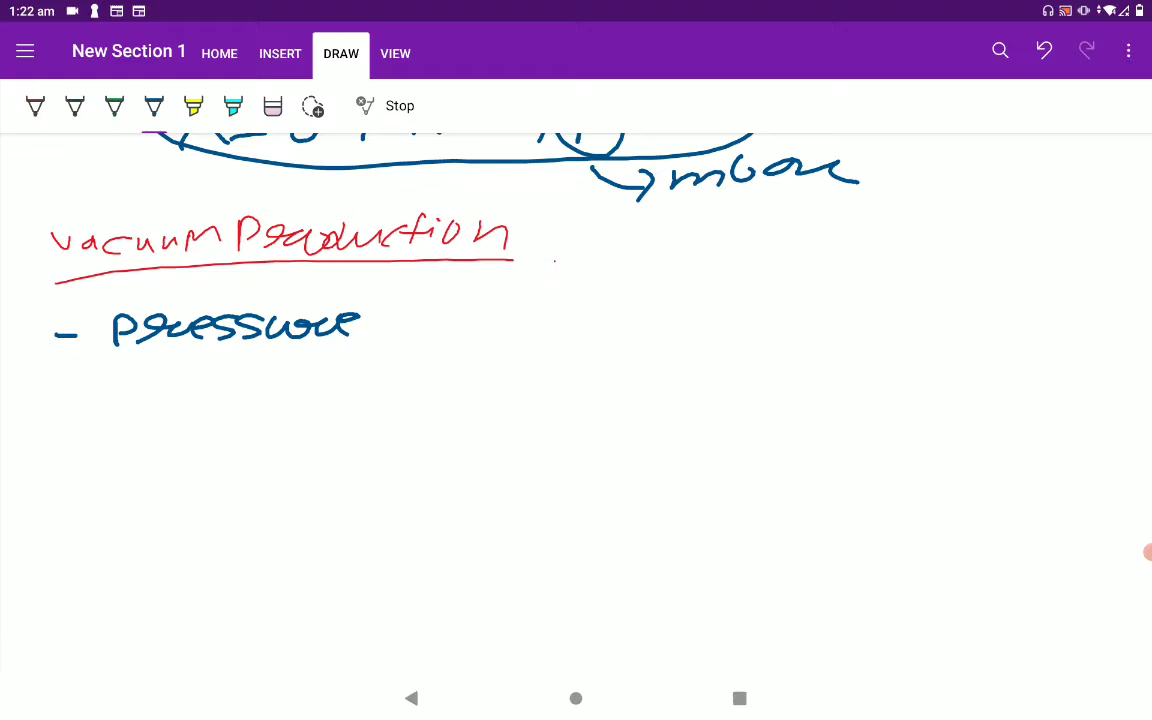 1:22 am
New Section 1 HOME INSERT DRAW VIEW
Stop
mbar
vacuum Production
- pressure